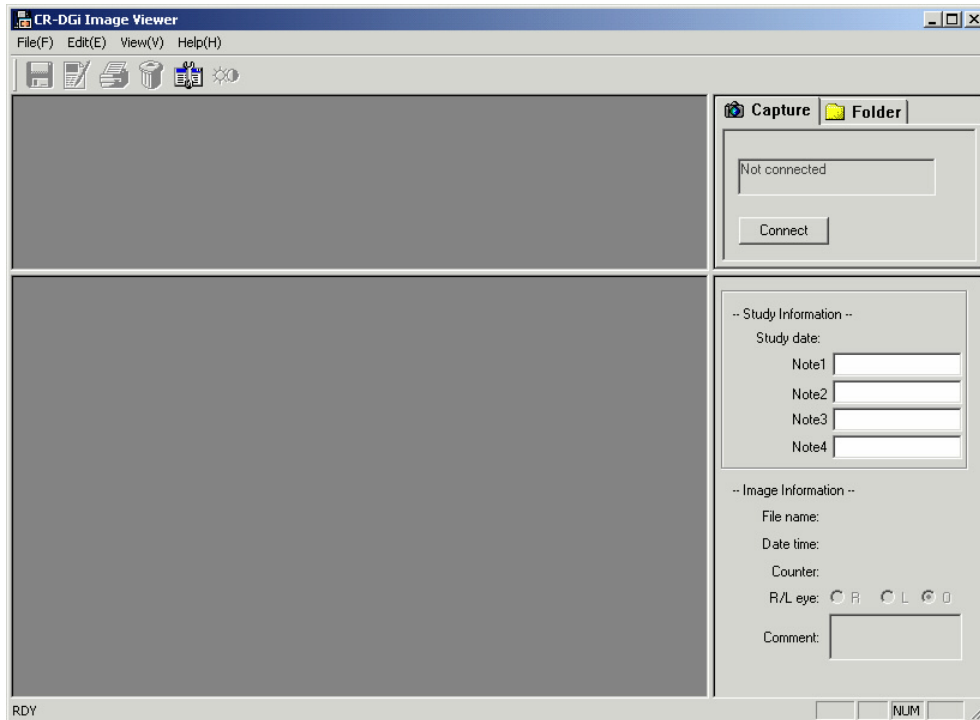 CR-DGi Image Viewer
File(F) Edit(E) View(V) Help(H)
Capture Folder
Not connected
Connect
-- Study Information --
Study date:
Note1
Note2
Note3
Note4
-- Image Information --
File name:
Date time:
Counter:
R/L eye: R L O
Comment:
RDY NUM